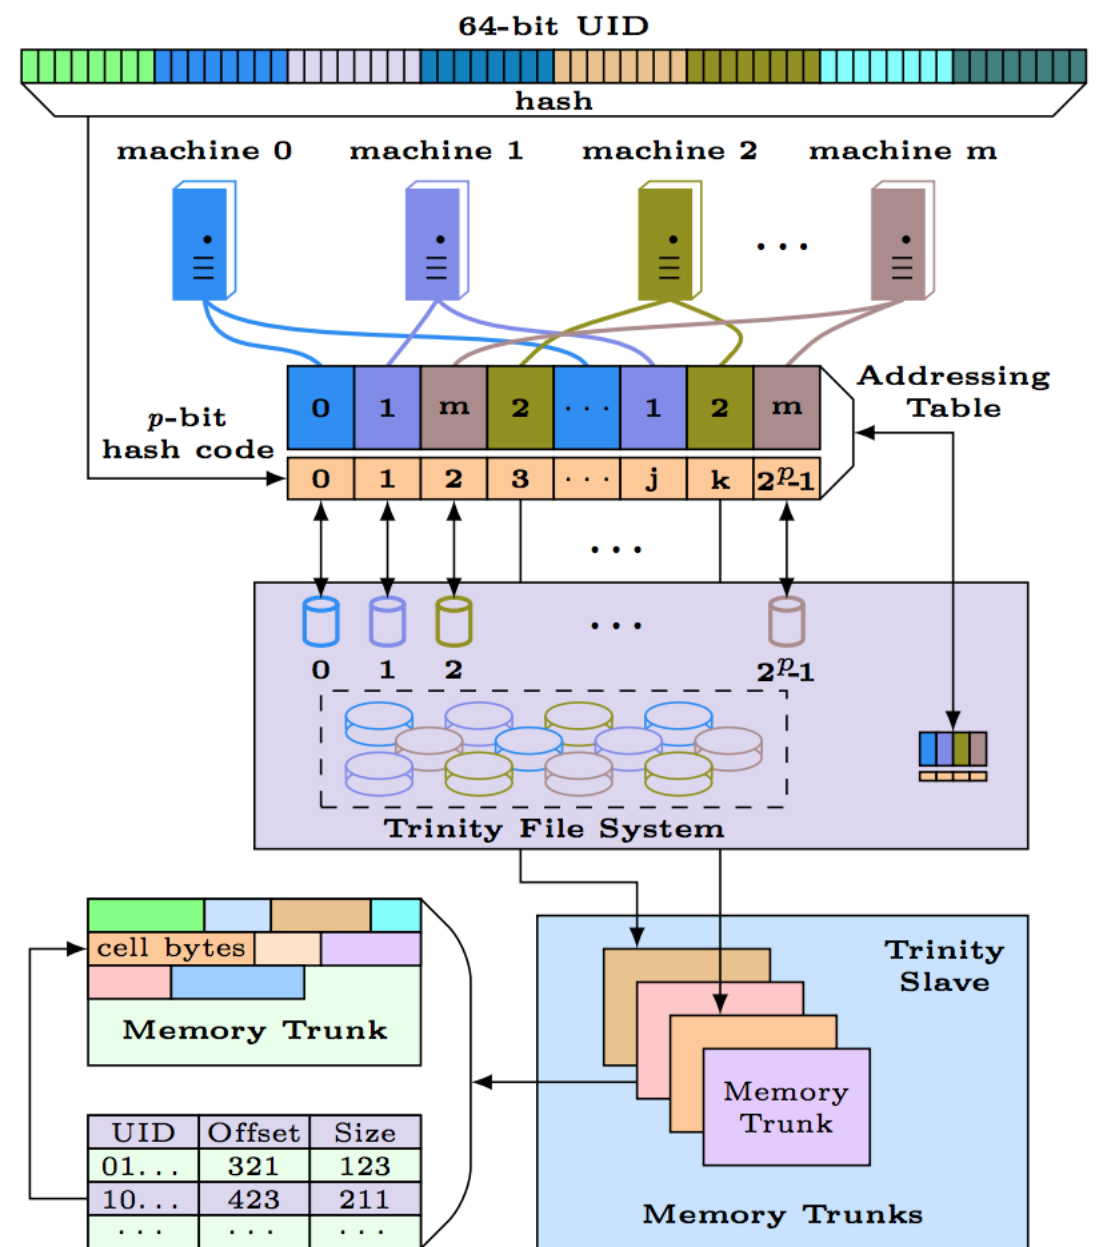 64-bit UID
hash
machine 0 machine 1 machine 2 machine m
...
Addressing
Table
p-bit
hash code
0 1 m 2 ... 1 2 m
0 1 2 3 ... j k 2^p-1
...
...
0 1 2 2^p-1
Trinity File System
cell bytes
Memory Trunk
Trinity
Slave
Memory
Trunk
Memory Trunks
UID Offset Size
01... 321 123
10... 423 211
... ... ...